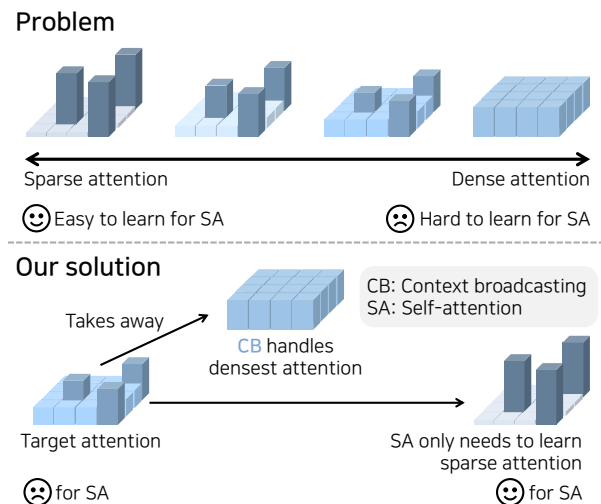 Problem
Sparse attention
Dense attention
Easy to learn for SA
Hard to learn for SA
Our solution
CB: Context broadcasting
SA: Self-attention
Takes away
CB handles
densest attention
Target attention
SA only needs to learn
sparse attention
for SA
for SA